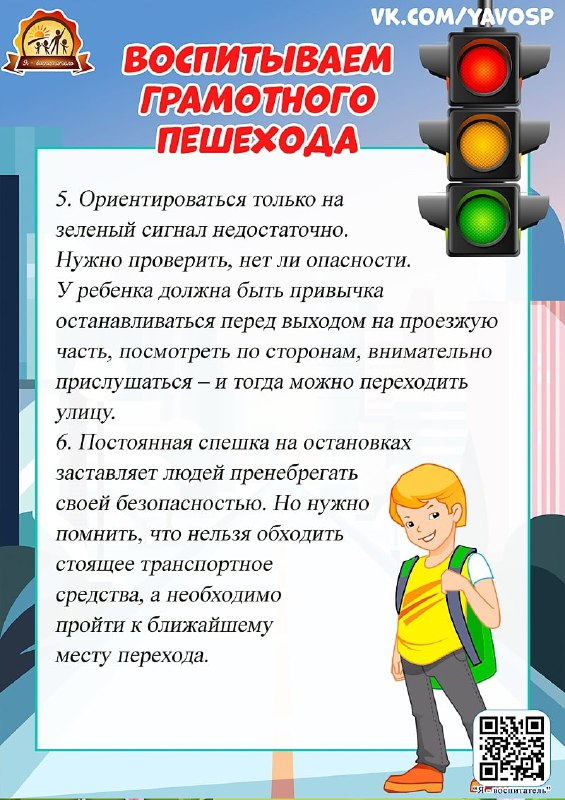 VK.COM/YAVOSP
Я - воспитатель
ВОСПИТЫВАЕМ
ГРАМОТНОГО
ПЕШЕХОДА
5. Ориентироваться только на
зеленый сигнал недостаточно.
Нужно проверить, нет ли опасности.
У ребенка должна быть привычка
останавливаться перед выходом на проезжую
часть, посмотреть по сторонам, внимательно
прислушаться – и тогда можно переходить
улицу.
6. Постоянная спешка на остановках
заставляет людей пренебрегать
своей безопасностью. Но нужно
помнить, что нельзя обходить
стоящее транспортное
средства, а необходимо
пройти к ближайшему
месту перехода.
"Я - воспитатель"